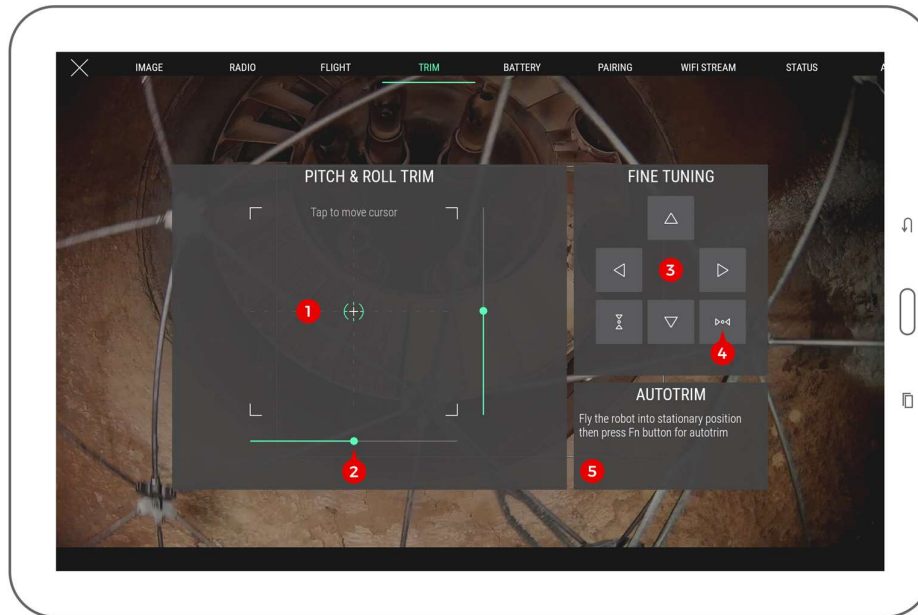 IMAGE RADIO FLIGHT TRIM BATTERY PAIRING WIFI STREAM STATUS A
PITCH & ROLL TRIM
Tap to move cursor
1
2
FINE TUNING
3
4
AUTOTRIM
Fly the robot into stationary position
then press Fn button for autotrim
5